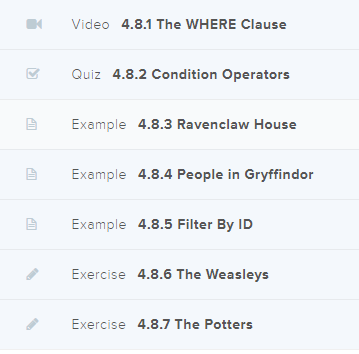 Video 4.8.1 The WHERE Clause
Quiz 4.8.2 Condition Operators
Example 4.8.3 Ravenclaw House
Example 4.8.4 People in Gryffindor
Example 4.8.5 Filter By ID
Exercise 4.8.6 The Weasleys
Exercise 4.8.7 The Potters